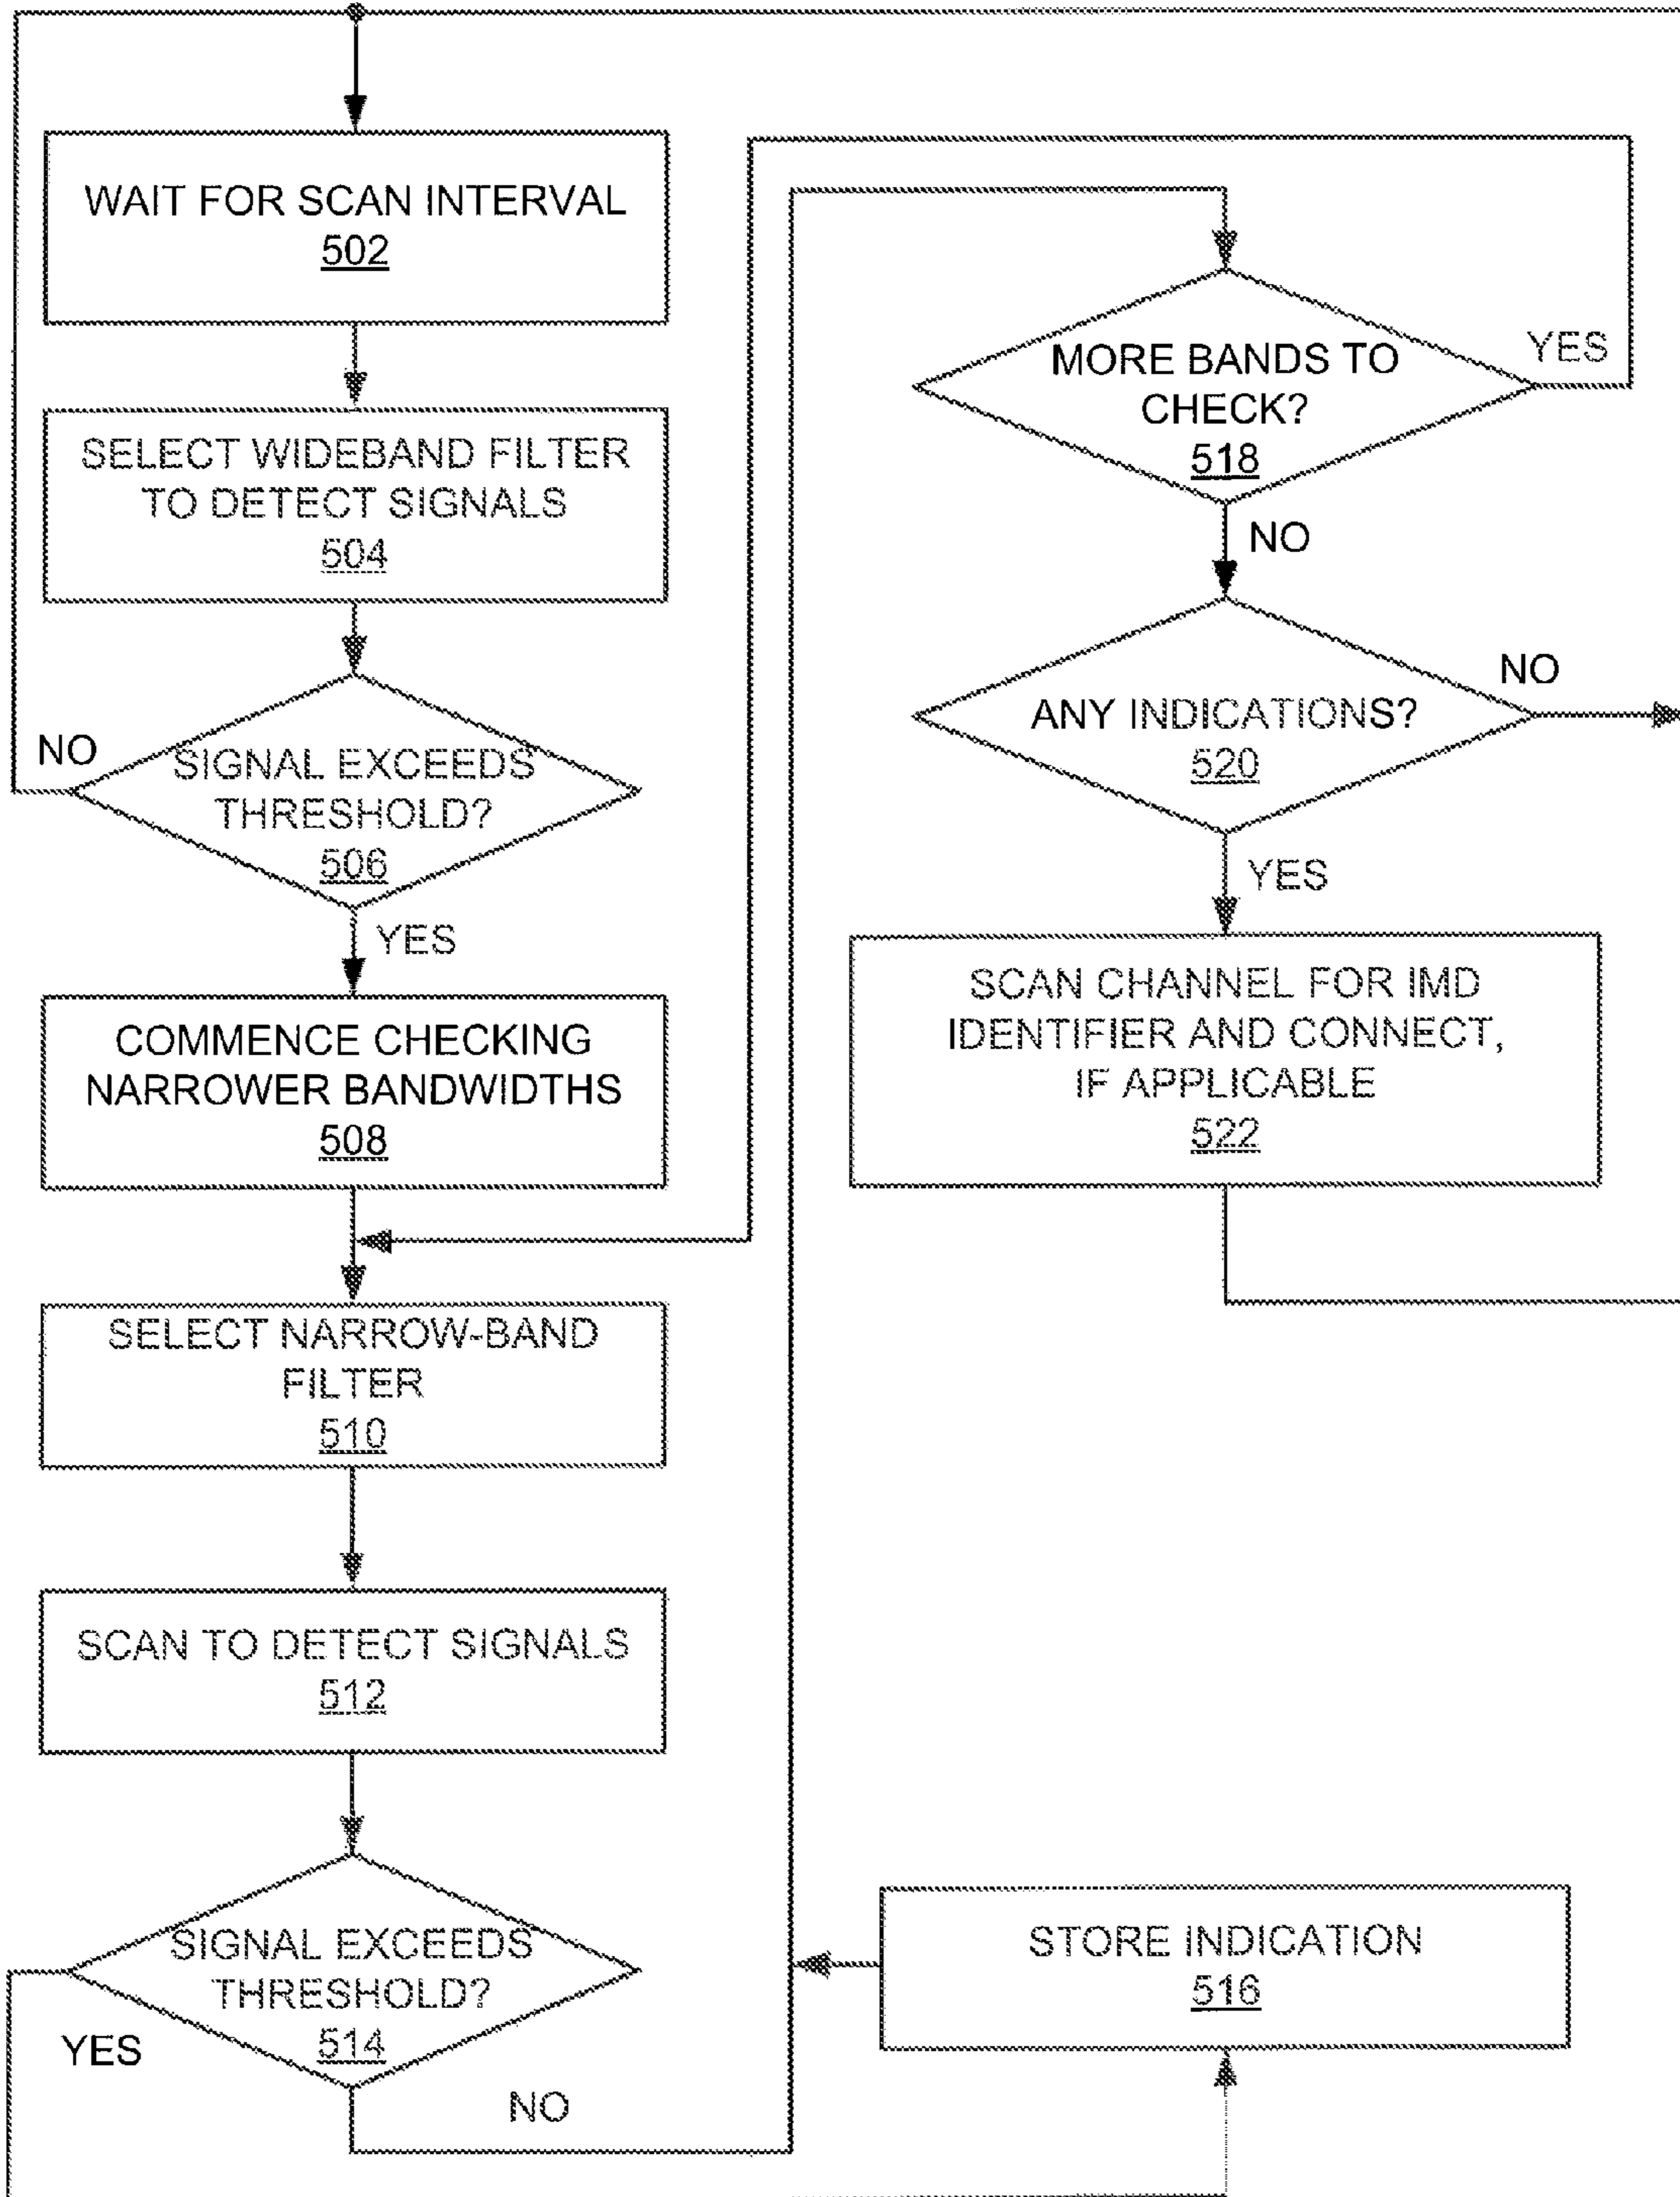 WAIT FOR SCAN INTERVAL
502
SELECT WIDEBAND FILTER
TO DETECT SIGNALS
504
NO
SIGNAL EXCEEDS
THRESHOLD?
506
YES
COMMENCE CHECKING
NARROWER BANDWIDTHS
508
SELECT NARROW-BAND
FILTER
510
SCAN TO DETECT SIGNALS
512
SIGNAL EXCEEDS
THRESHOLD?
514
YES
NO
STORE INDICATION
516
MORE BANDS TO
CHECK?
518
YES
NO
ANY INDICATIONS?
520
NO
YES
SCAN CHANNEL FOR IMD
IDENTIFIER AND CONNECT,
IF APPLICABLE
522